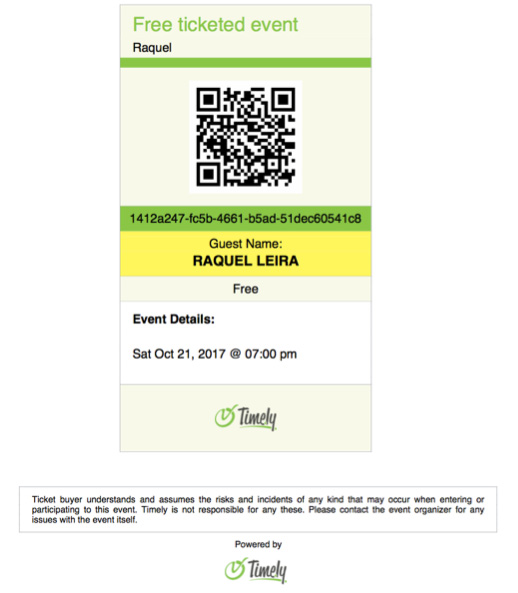 Free ticketed event
Raquel
1412a247-fc5b-4661-b5ad-51dec60541c8
Guest Name:
RAQUEL LEIRA
Free
Event Details:
Sat Oct 21, 2017 @ 07:00 pm
Timely
Ticket buyer understands and assumes the risks and incidents of any kind that may occur when entering or
participating to this event. Timely is not responsible for any these. Please contact the event organizer for any
issues with the event itself.
Powered by
Timely